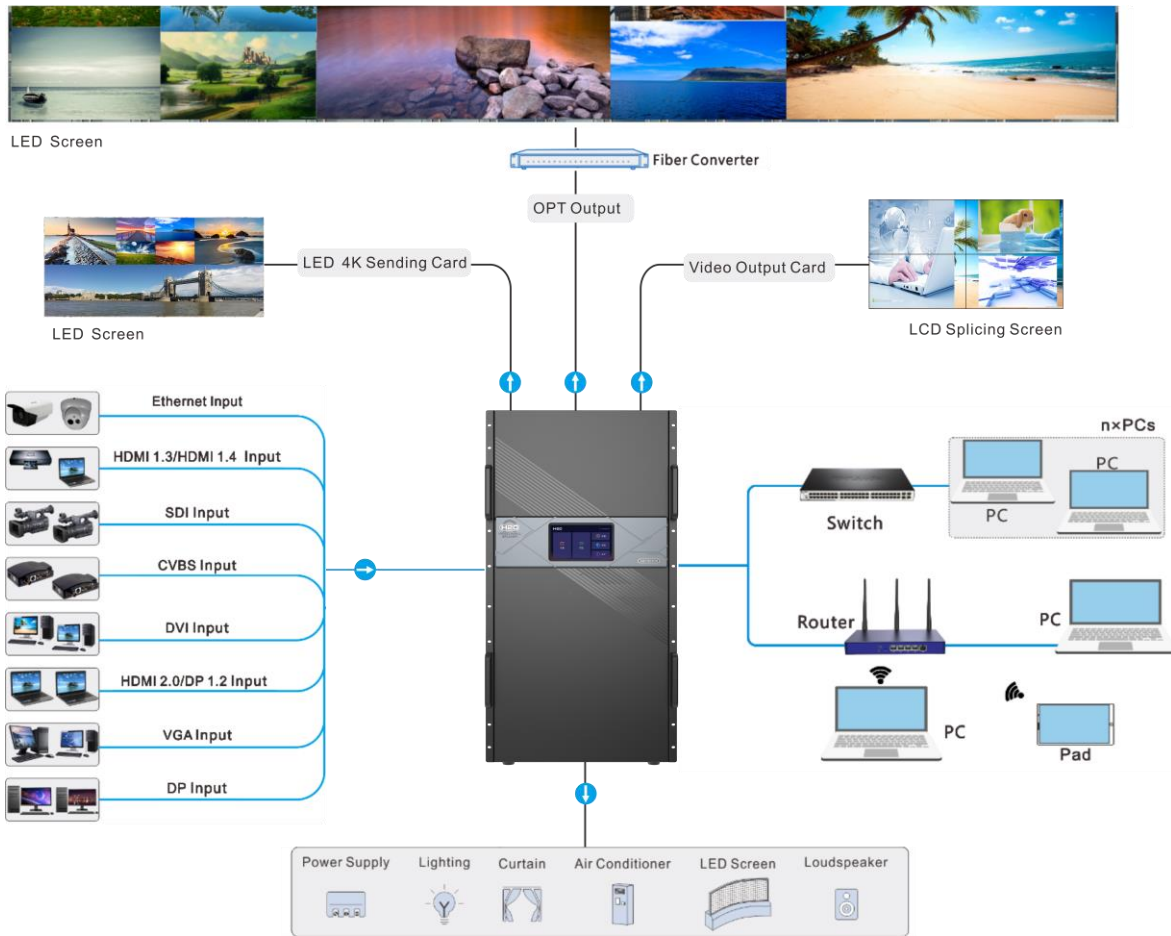 LED Screen
Fiber Converter
OPT Output
LED 4K Sending Card
Video Output Card
LED Screen
LCD Splicing Screen
Ethernet Input
HDMI 1.3/HDMI 1.4 Input
SDI Input
CVBS Input
DVI Input
HDMI 2.0/DP 1.2 Input
VGA Input
DP Input
n×PCs
PC
PC
Switch
Router
PC
PC
Pad
Power Supply
Lighting
Curtain
Air Conditioner
LED Screen
Loudspeaker